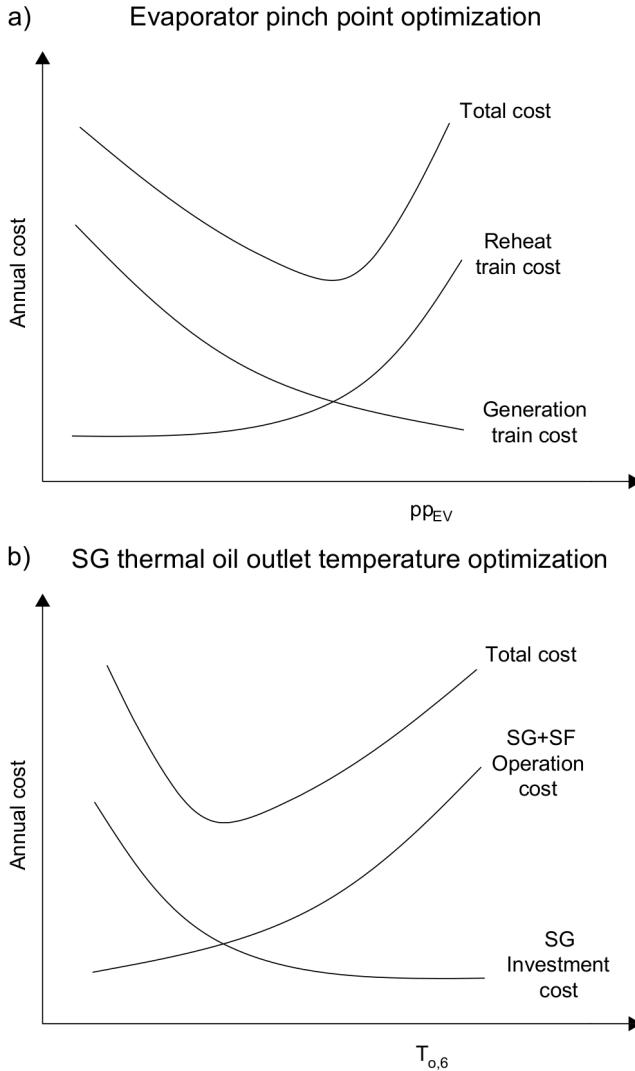 a)
Evaporator pinch point optimization
Total cost
Reheat
train cost
Generation
train cost
Annual cost
pp_EV
b)
SG thermal oil outlet temperature optimization
Total cost
SG+SF
Operation
cost
SG
Investment
cost
Annual cost
T_o,6